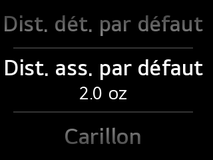 Dist. dét. par défaut
Dist. ass. par défaut
2.0 oz
Carillon